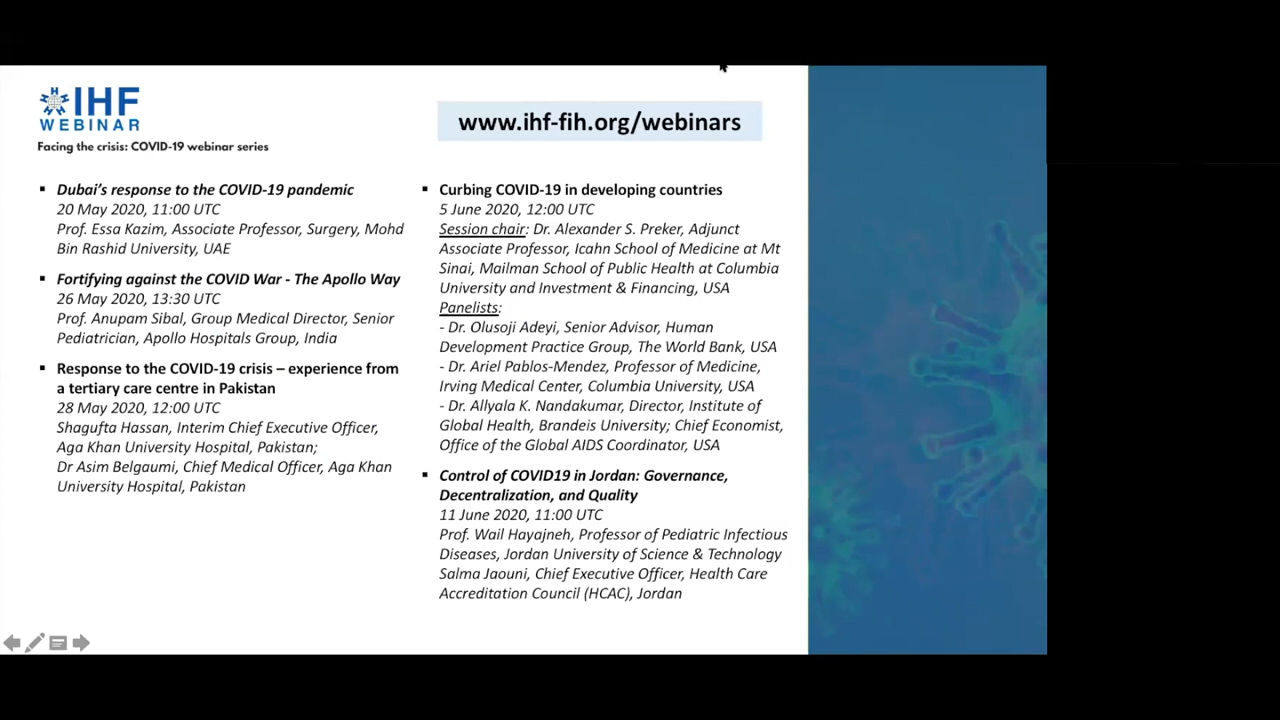 IHF
WEBINAR
Facing the crisis: COVID-19 webinar series
www.ihf-fih.org/webinars
▪ Dubai's response to the COVID-19 pandemic
20 May 2020, 11:00 UTC
Prof. Essa Kazim, Associate Professor, Surgery, Mohd
Bin Rashid University, UAE
▪ Fortifying against the COVID War - The Apollo Way
26 May 2020, 13:30 UTC
Prof. Anupam Sibal, Group Medical Director, Senior
Pediatrician, Apollo Hospitals Group, India
▪ Response to the COVID-19 crisis – experience from
a tertiary care centre in Pakistan
28 May 2020, 12:00 UTC
Shagufta Hassan, Interim Chief Executive Officer,
Aga Khan University Hospital, Pakistan;
Dr Asim Belgaumi, Chief Medical Officer, Aga Khan
University Hospital, Pakistan
▪ Curbing COVID-19 in developing countries
5 June 2020, 12:00 UTC
Session chair: Dr. Alexander S. Preker, Adjunct
Associate Professor, Icahn School of Medicine at Mt
Sinai, Mailman School of Public Health at Columbia
University and Investment & Financing, USA
Panelists:
- Dr. Olusoji Adeyi, Senior Advisor, Human
Development Practice Group, The World Bank, USA
- Dr. Ariel Pablos-Mendez, Professor of Medicine,
Irving Medical Center, Columbia University, USA
- Dr. Allyala K. Nandakumar, Director, Institute of
Global Health, Brandeis University; Chief Economist,
Office of the Global AIDS Coordinator, USA
▪ Control of COVID19 in Jordan: Governance,
Decentralization, and Quality
11 June 2020, 11:00 UTC
Prof. Wail Hayajneh, Professor of Pediatric Infectious
Diseases, Jordan University of Science & Technology
Salma Jaouni, Chief Executive Officer, Health Care
Accreditation Council (HCAC), Jordan